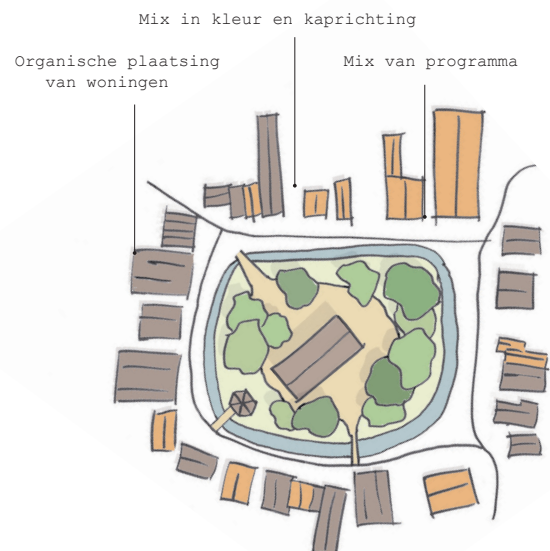 Mix in kleur en kaprichting
Organische plaatsing
van woningen
Mix van programma